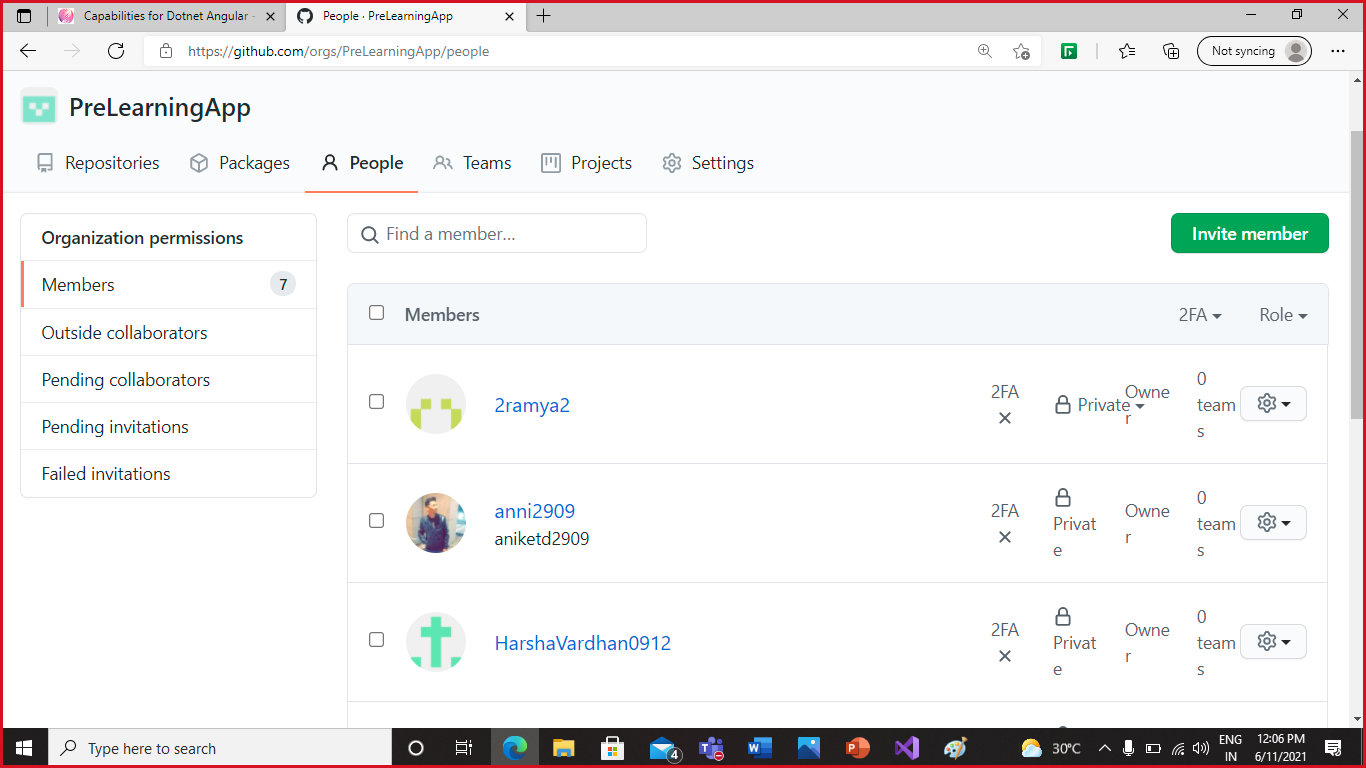 Capabilities for Dotnet Angular -
People · PreLearningApp
https://github.com/orgs/PreLearningApp/people
Not syncing
PreLearningApp
Repositories
Packages
People
Teams
Projects
Settings
Organization permissions
Members 7
Outside collaborators
Pending collaborators
Pending invitations
Failed invitations
Find a member...
Invite member
Members 2FA Role
2ramya2
2FA
Private
Owne
r
0
team
s
anni2909
aniketd2909
2FA
Privat
e
Owne
r
0
team
s
HarshaVardhan0912
2FA
Privat
e
Owne
r
0
team
s
Type here to search
4
30°C
ENG
IN
12:06 PM
6/11/2021